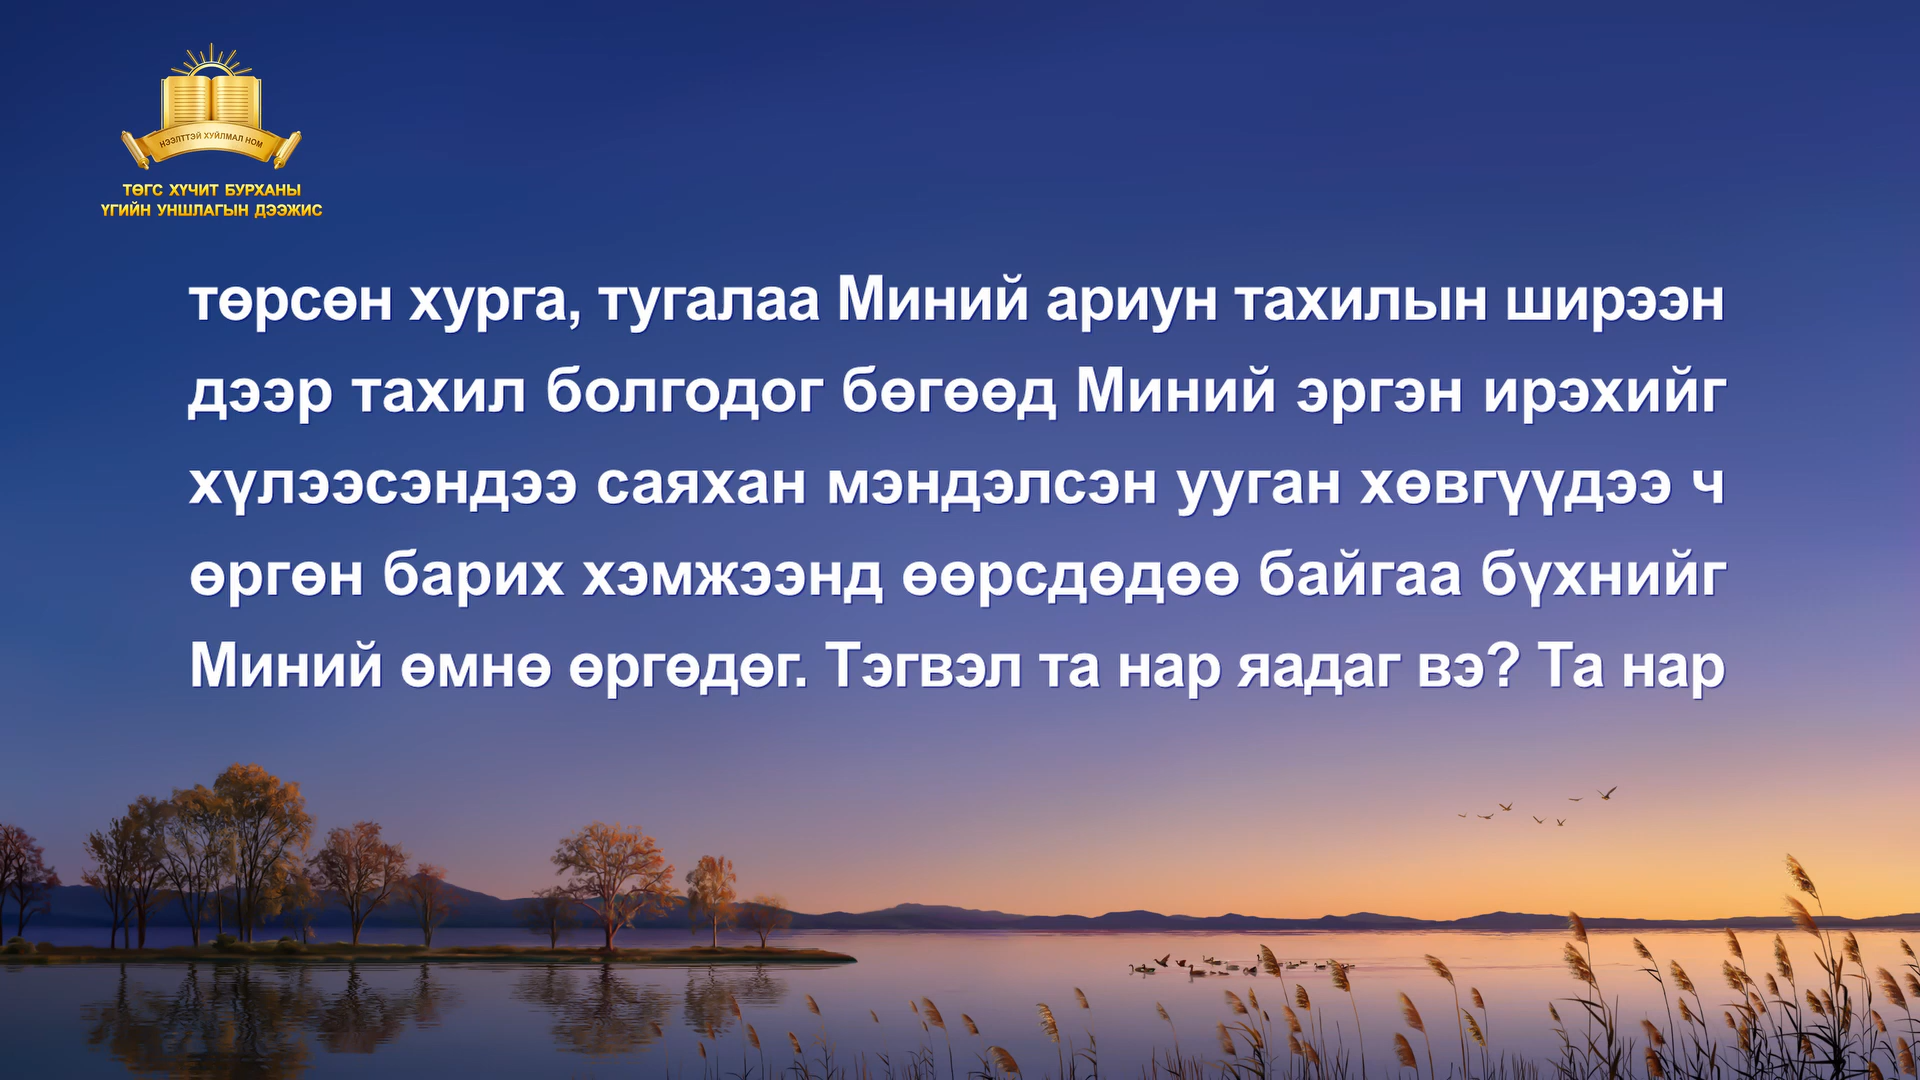 НЭЭЛТТЭЙ ХУЙЛМАЛ НОМ
ТӨГС ХҮЧИТ БУРХАНЫ
ҮГИЙН УНШЛАГЫН ДЭЭЖИС
төрсөн хурга, тугалаа Миний ариун тахилын ширээн
дээр тахил болгодог бөгөөд Миний эргэн ирэхийг
хүлээсэндээ саяхан мэндэлсэн ууган хөвгүүдээ ч
өргөн барих хэмжээнд өөрсдөдөө байгаа бүхнийг
Миний өмнө өргөдөг. Тэгвэл та нар яадаг вэ? Та нар